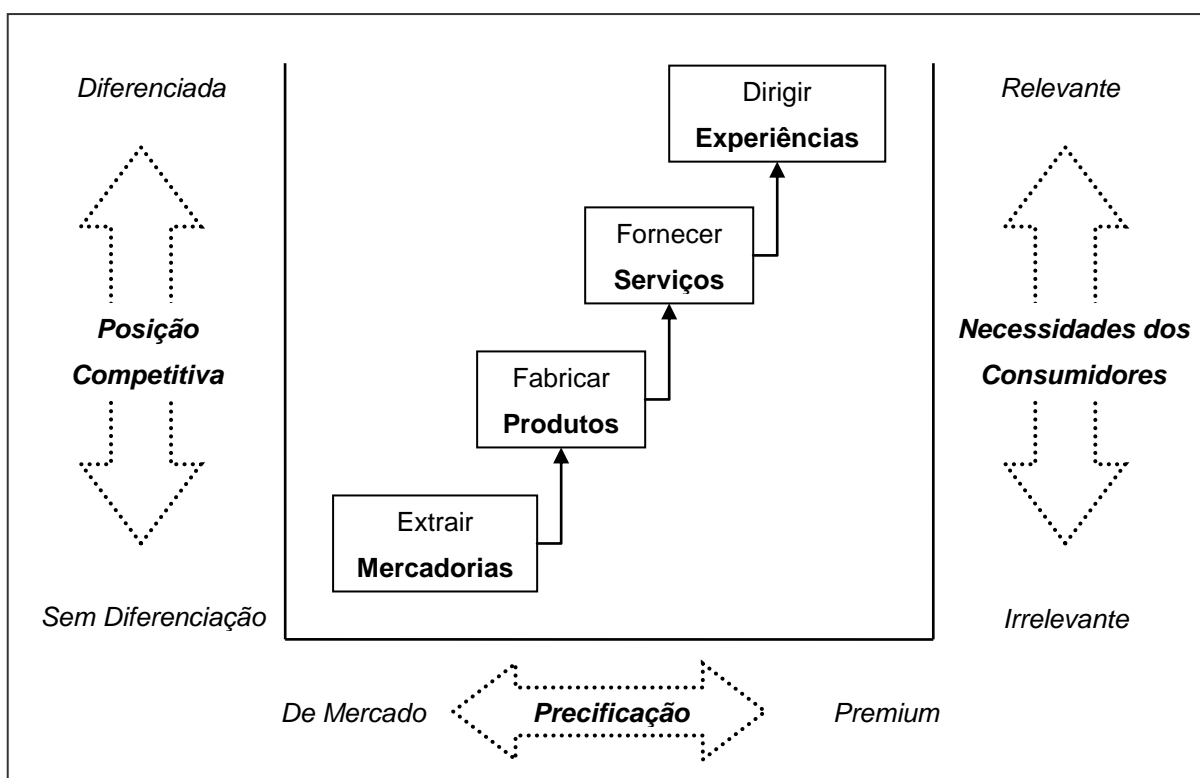 Diferenciada
Dirigir
Experiências
Relevante
Fornecer
Serviços
Posição
Competitiva
Necessidades dos
Consumidores
Fabricar
Produtos
Extrair
Mercadorias
Sem Diferenciação
Irrelevante
De Mercado
Precificação
Premium